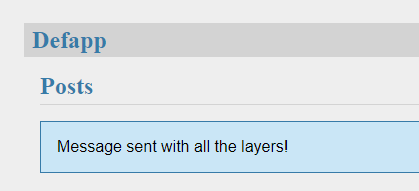 Defapp
Posts
Message sent with all the layers!